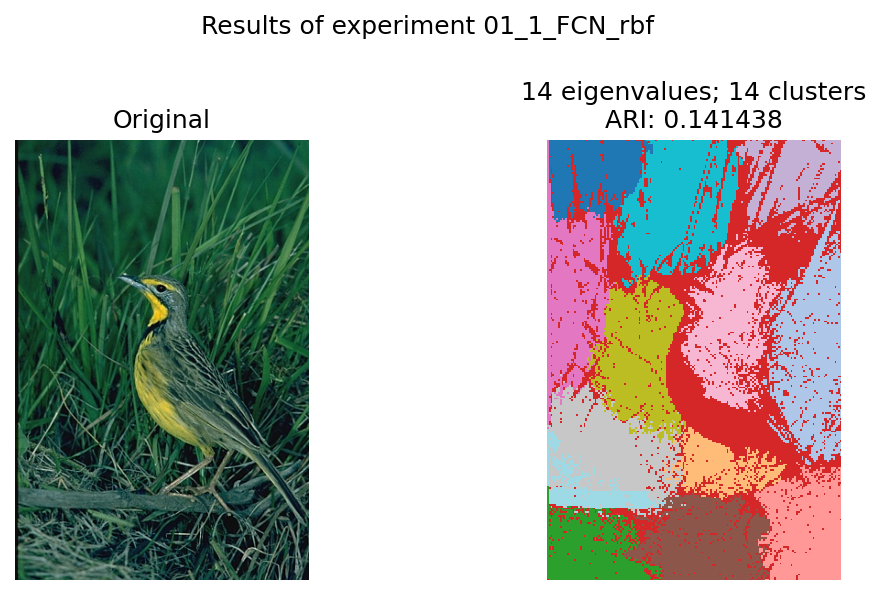 Results of experiment 01_1_FCN_rbf
Original
14 eigenvalues; 14 clusters
ARI: 0.141438